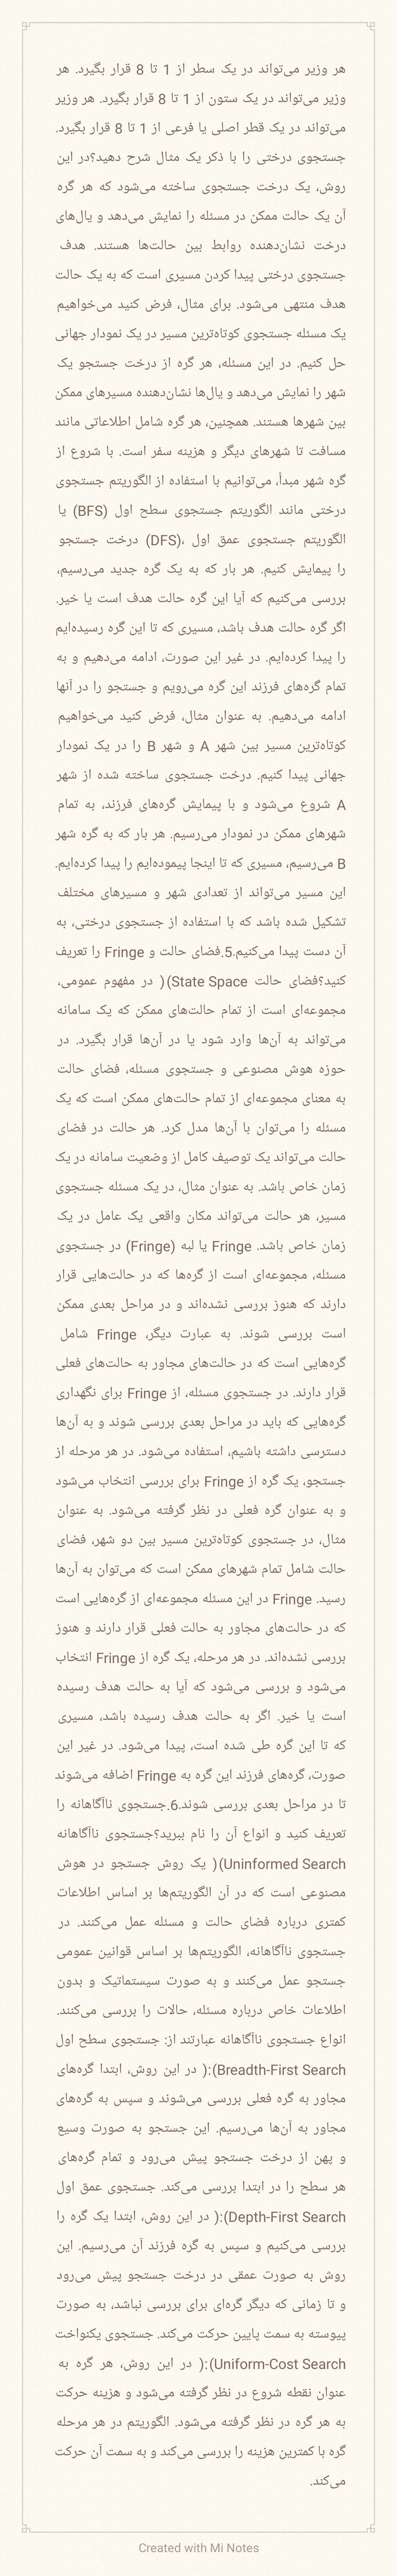 هر وزیر می‌تواند در یک سطر از 1 تا 8 قرار بگیرد. هر
وزیر می‌تواند در یک ستون از 1 تا 8 قرار بگیرد. هر وزیر
می‌تواند در یک قطر اصلی یا فرعی از 1 تا 8 قرار بگیرد.
جستجوی درختی را با ذکر یک مثال شرح دهید؟در این
روش، یک درخت جستجوی ساخته می‌شود که هر گره
آن یک حالت ممکن در مسئله را نمایش می‌دهد و یال‌های
درخت نشان‌دهنده روابط بین حالت‌ها هستند. هدف
جستجوی درختی پیدا کردن مسیری است که به یک حالت
هدف منتهی می‌شود. برای مثال، فرض کنید می‌خواهیم
یک مسئله جستجوی کوتاه‌ترین مسیر در یک نمودار جهانی
حل کنیم. در این مسئله، هر گره از درخت جستجو یک
شهر را نمایش می‌دهد و یال‌ها نشان‌دهنده مسیرهای ممکن
بین شهرها هستند. همچنین، هر گره شامل اطلاعاتی مانند
مسافت تا شهرهای دیگر و هزینه سفر است. با شروع از
گره شهر مبدأ، می‌توانیم با استفاده از الگوریتم جستجوی
درختی مانند الگوریتم جستجوی سطح اول (BFS) یا
الگوریتم جستجوی عمق اول ،(DFS) درخت جستجو
را پیمایش کنیم. هر بار که به یک گره جدید می‌رسیم،
بررسی می‌کنیم که آیا این گره حالت هدف است یا خیر.
اگر گره حالت هدف باشد، مسیری که تا این گره رسیده‌ایم
را پیدا کرده‌ایم. در غیر این صورت، ادامه می‌دهیم و به
تمام گره‌های فرزند این گره می‌رویم و جستجو را در آنها
ادامه می‌دهیم. به عنوان مثال، فرض کنید می‌خواهیم
کوتاه‌ترین مسیر بین شهر A و شهر B را در یک نمودار
جهانی پیدا کنیم. درخت جستجوی ساخته شده از شهر
A شروع می‌شود و با پیمایش گره‌های فرزند، به تمام
شهرهای ممکن در نمودار می‌رسیم. هر بار که به گره شهر
B می‌رسیم، مسیری که تا اینجا پیموده‌ایم را پیدا کرده‌ایم.
این مسیر می‌تواند از تعدادی شهر و مسیرهای مختلف
تشکیل شده باشد که با استفاده از جستجوی درختی، به
آن دست پیدا می‌کنیم.5.فضای حالت و Fringe را تعریف
کنید؟فضای حالت State Space)‎( در مفهوم عمومی،
مجموعه‌ای است از تمام حالت‌های ممکن که یک سامانه
می‌تواند به آن‌ها وارد شود یا در آن‌ها قرار بگیرد. در
حوزه هوش مصنوعی و جستجوی مسئله، فضای حالت
به معنای مجموعه‌ای از تمام حالت‌های ممکن است که یک
مسئله را می‌توان با آن‌ها مدل کرد. هر حالت در فضای
حالت می‌تواند یک توصیف کامل از وضعیت سامانه در یک
زمان خاص باشد. به عنوان مثال، در یک مسئله جستجوی
مسیر، هر حالت می‌تواند مکان واقعی یک عامل در یک
زمان خاص باشد. Fringe یا لبه (Fringe) در جستجوی
مسئله، مجموعه‌ای است از گره‌ها که در حالت‌هایی قرار
دارند که هنوز بررسی نشده‌اند و در مراحل بعدی ممکن
است بررسی شوند. به عبارت دیگر، Fringe شامل
گره‌هایی است که در حالت‌های مجاور به حالت‌های فعلی
قرار دارند. در جستجوی مسئله، از Fringe برای نگهداری
گره‌هایی که باید در مراحل بعدی بررسی شوند و به آن‌ها
دسترسی داشته باشیم، استفاده می‌شود. در هر مرحله از
جستجو، یک گره از Fringe برای بررسی انتخاب می‌شود
و به عنوان گره فعلی در نظر گرفته می‌شود. به عنوان
مثال، در جستجوی کوتاه‌ترین مسیر بین دو شهر، فضای
حالت شامل تمام شهرهای ممکن است که می‌توان به آن‌ها
رسید. Fringe در این مسئله مجموعه‌ای از گره‌هایی است
که در حالت‌های مجاور به حالت فعلی قرار دارند و هنوز
بررسی نشده‌اند. در هر مرحله، یک گره از Fringe انتخاب
می‌شود و بررسی می‌شود که آیا به حالت هدف رسیده
است یا خیر. اگر به حالت هدف رسیده باشد، مسیری
که تا این گره طی شده است، پیدا می‌شود. در غیر این
صورت، گره‌های فرزند این گره به Fringe اضافه می‌شوند
تا در مراحل بعدی بررسی شوند.6.جستجوی ناآگاهانه را
تعریف کنید و انواع آن را نام ببرید؟جستجوی ناآگاهانه
Uninformed Search)‎( یک روش جستجو در هوش
مصنوعی است که در آن الگوریتم‌ها بر اساس اطلاعات
کمتری درباره فضای حالت و مسئله عمل می‌کنند. در
جستجوی ناآگاهانه، الگوریتم‌ها بر اساس قوانین عمومی
جستجو عمل می‌کنند و به صورت سیستماتیک و بدون
اطلاعات خاص درباره مسئله، حالات را بررسی می‌کنند.
انواع جستجوی ناآگاهانه عبارتند از: جستجوی سطح اول
Breadth-First Search)‎:( در این روش، ابتدا گره‌های
مجاور به گره فعلی بررسی می‌شوند و سپس به گره‌های
مجاور به آن‌ها می‌رسیم. این جستجو به صورت وسیع
و پهن از درخت جستجو پیش می‌رود و تمام گره‌های
هر سطح را در ابتدا بررسی می‌کند. جستجوی عمق اول
Depth-First Search)‎:( در این روش، ابتدا یک گره را
بررسی می‌کنیم و سپس به گره فرزند آن می‌رسیم. این
روش به صورت عمقی در درخت جستجو پیش می‌رود
و تا زمانی که دیگر گره‌ای برای بررسی نباشد، به صورت
پیوسته به سمت پایین حرکت می‌کند. جستجوی یکنواخت
Uniform-Cost Search)‎:( در این روش، هر گره به
عنوان نقطه شروع در نظر گرفته می‌شود و هزینه حرکت
به هر گره در نظر گرفته می‌شود. الگوریتم در هر مرحله
گره با کمترین هزینه را بررسی می‌کند و به سمت آن حرکت
می‌کند.
Created with Mi Notes